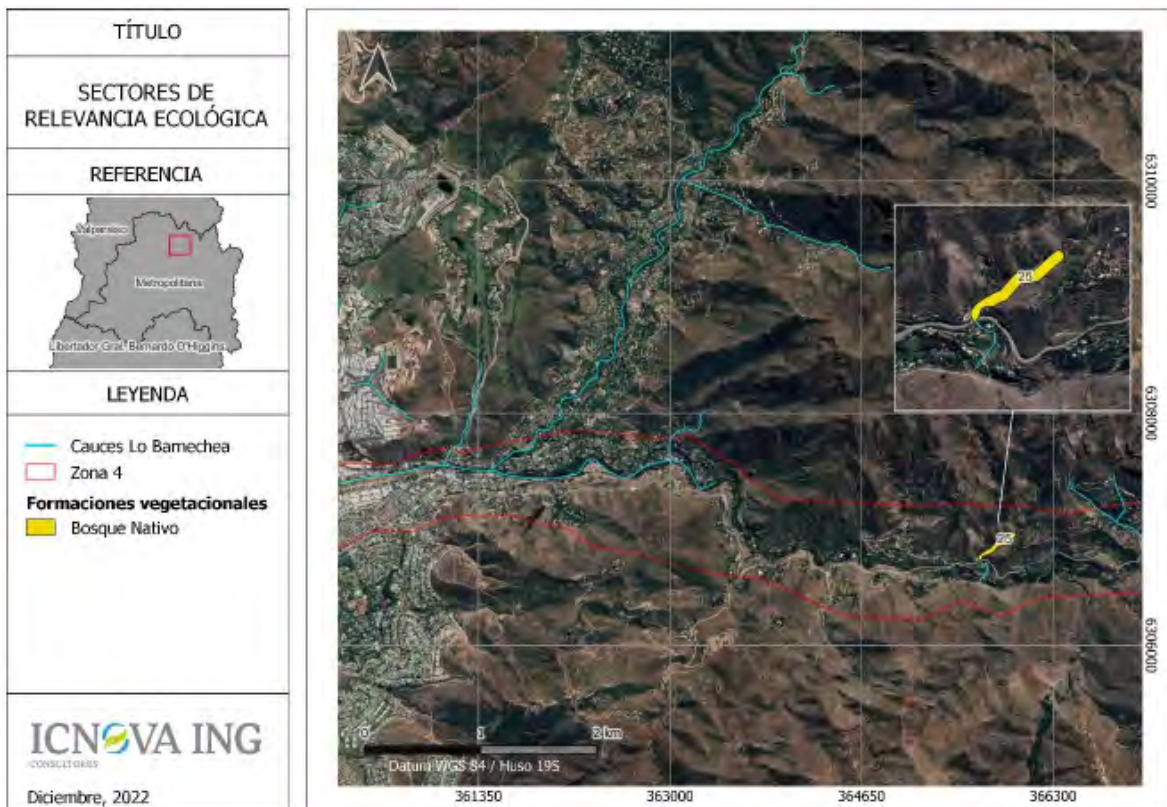 TÍTULO
SECTORES DE
RELEVANCIA ECOLÓGICA
REFERENCIA
Valparaíso
Metropolitana
Libertador Gral. Bernardo O'Higgins
LEYENDA
Cauces Lo Barnechea
Zona 4
Formaciones vegetacionales
Bosque Nativo
ICNOVA ING
CONSULTORES
Diciembre, 2022
25
25
0 1 2 km
Datum WGS 84 / Huso 19S
6310000
6308000
6306000
361350 363000 364650 366300